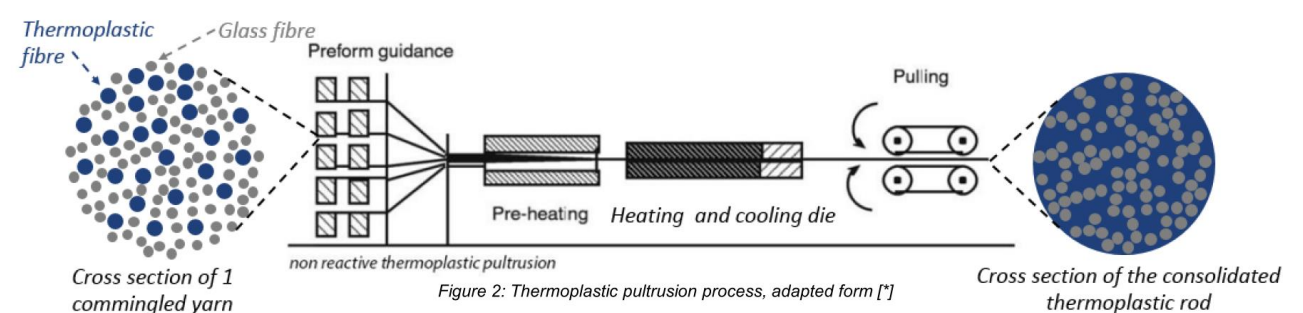 Thermoplastic
fibre
Glass fibre
Preform guidance
Pulling
Pre-heating
Heating and cooling die
non reactive thermoplastic pultrusion
Cross section of 1
commingled yarn
Figure 2: Thermoplastic pultrusion process, adapted form [*]
Cross section of the consolidated
thermoplastic rod